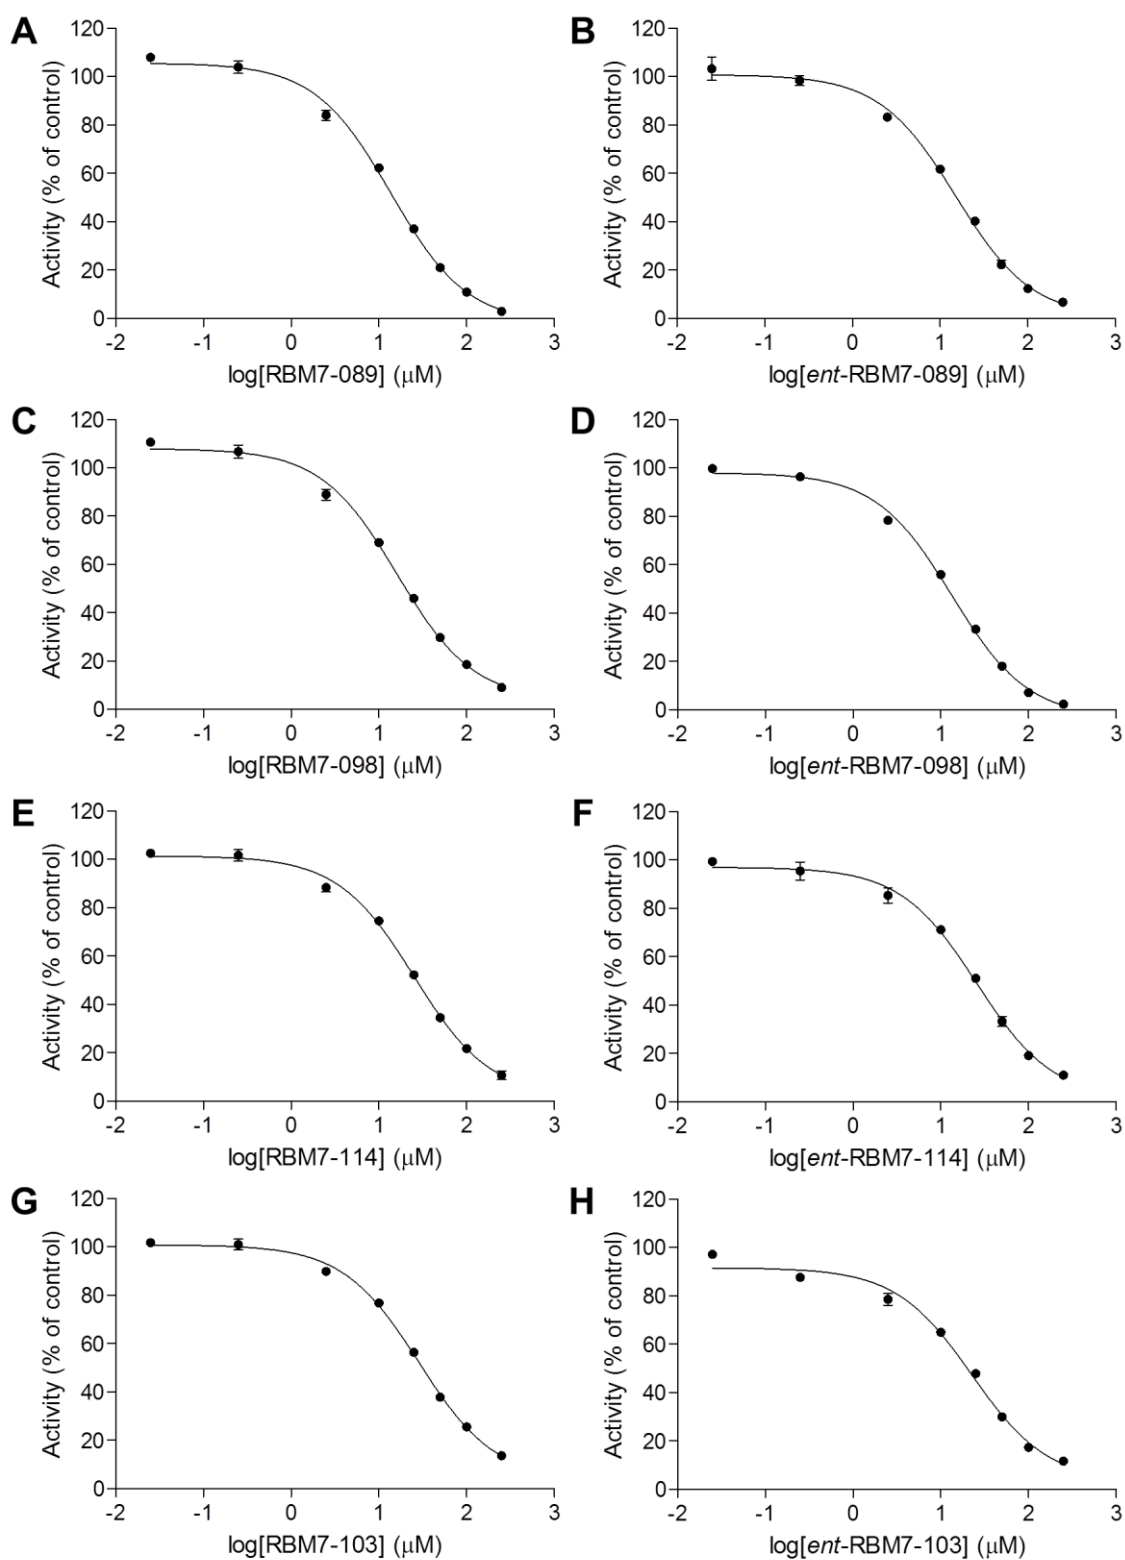 A
B
120
100
80
60
40
20
0
Activity (% of control)
-2 -1 0 1 2 3
log[RBM7-089] (μM)
120
100
80
60
40
20
0
Activity (% of control)
-2 -1 0 1 2 3
log[ent-RBM7-089] (μM)
C
D
120
100
80
60
40
20
0
Activity (% of control)
-2 -1 0 1 2 3
log[RBM7-098] (μM)
120
100
80
60
40
20
0
Activity (% of control)
-2 -1 0 1 2 3
log[ent-RBM7-098] (μM)
E
F
120
100
80
60
40
20
0
Activity (% of control)
-2 -1 0 1 2 3
log[RBM7-114] (μM)
120
100
80
60
40
20
0
Activity (% of control)
-2 -1 0 1 2 3
log[ent-RBM7-114] (μM)
G
H
120
100
80
60
40
20
0
Activity (% of control)
-2 -1 0 1 2 3
log[RBM7-103] (μM)
120
100
80
60
40
20
0
Activity (% of control)
-2 -1 0 1 2 3
log[ent-RBM7-103] (μM)